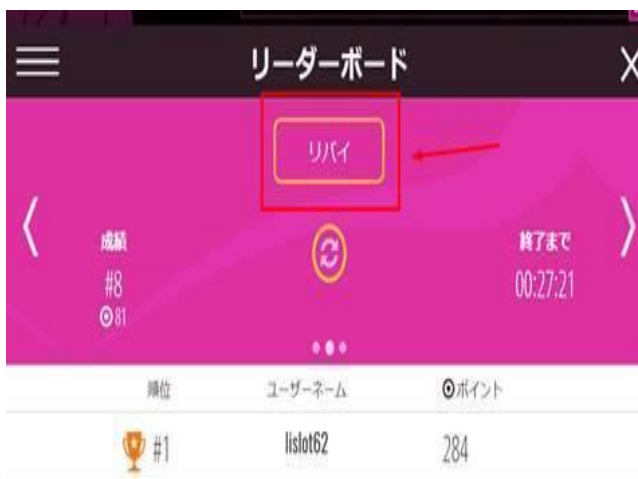 リーダーボード
リバイ
成績
#8
81
終了まで
00:27:21
順位 ユーザーネーム ポイント
#1 lislot62 284